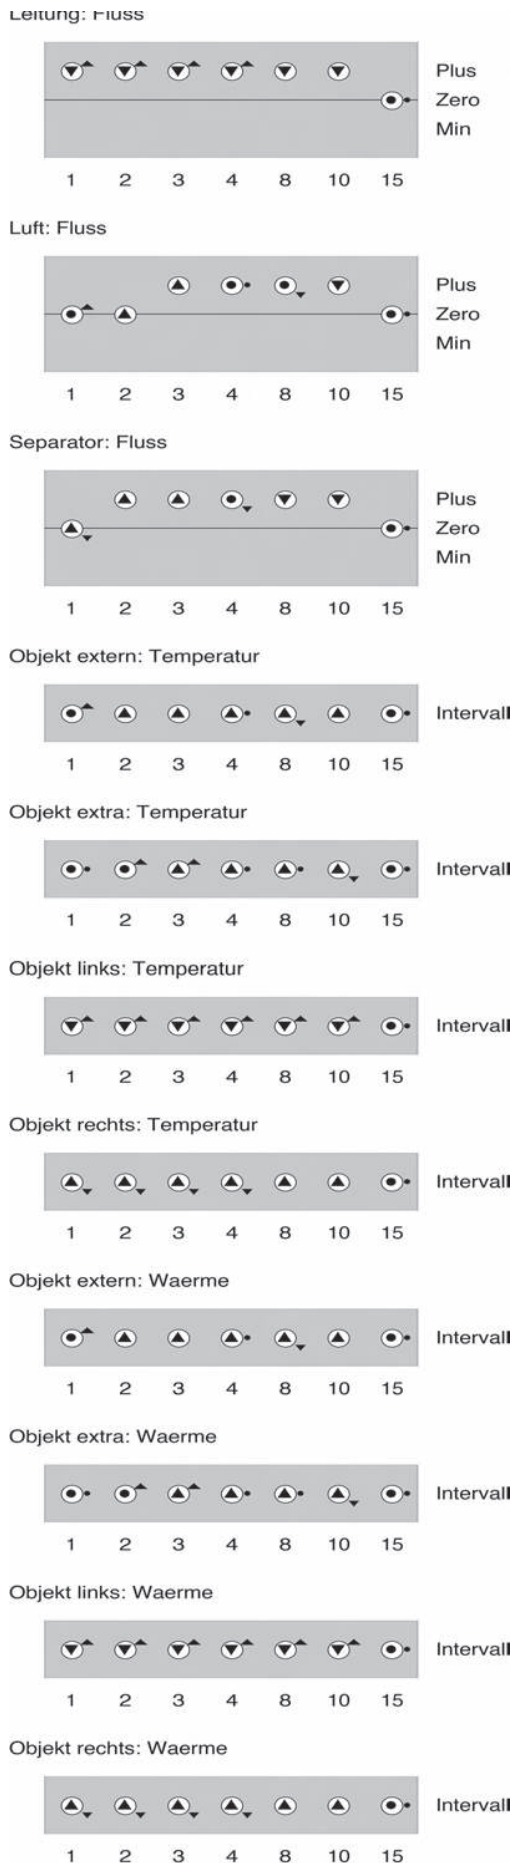 Leitung: Fluss
Plus
Zero
Min
1 2 3 4 8 10 15
Luft: Fluss
Plus
Zero
Min
1 2 3 4 8 10 15
Separator: Fluss
Plus
Zero
Min
1 2 3 4 8 10 15
Objekt extern: Temperatur
Intervall
1 2 3 4 8 10 15
Objekt extra: Temperatur
Intervall
1 2 3 4 8 10 15
Objekt links: Temperatur
Intervall
1 2 3 4 8 10 15
Objekt rechts: Temperatur
Intervall
1 2 3 4 8 10 15
Objekt extern: Waerme
Intervall
1 2 3 4 8 10 15
Objekt extra: Waerme
Intervall
1 2 3 4 8 10 15
Objekt links: Waerme
Intervall
1 2 3 4 8 10 15
Objekt rechts: Waerme
Intervall
1 2 3 4 8 10 15